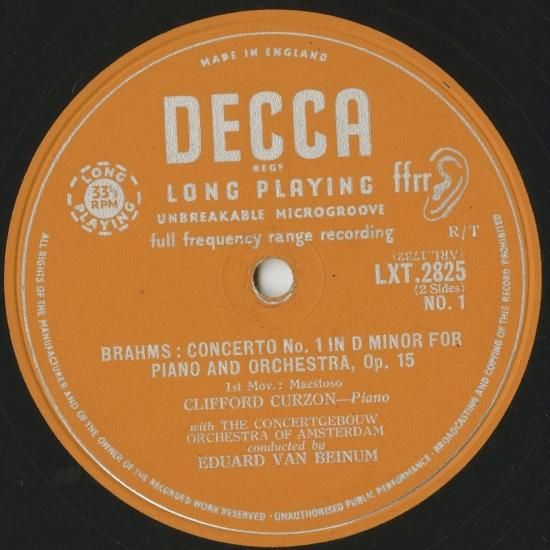 MADE IN ENGLAND
DECCA
REGD
LONG PLAYING
33⅓ RPM
LONG PLAYING
ffrr
UNBREAKABLE MICROGROOVE
full frequency range recording
R/T
(ARL.1732)
LXT.2825
(2 Sides)
NO. 1
BRAHMS : CONCERTO No. 1 IN D MINOR FOR
PIANO AND ORCHESTRA, Op. 15
1st Mov.: Maestoso
CLIFFORD CURZON—Piano
with THE CONCERTGEBOUW
ORCHESTRA OF AMSTERDAM
conducted by
EDUARD VAN BEINUM
ALL RIGHTS OF THE MANUFACTURER AND OF THE OWNER OF THE RECORDED WORK RESERVED · UNAUTHORISED PUBLIC PERFORMANCE, BROADCASTING AND COPYING OF THIS RECORD PROHIBITED